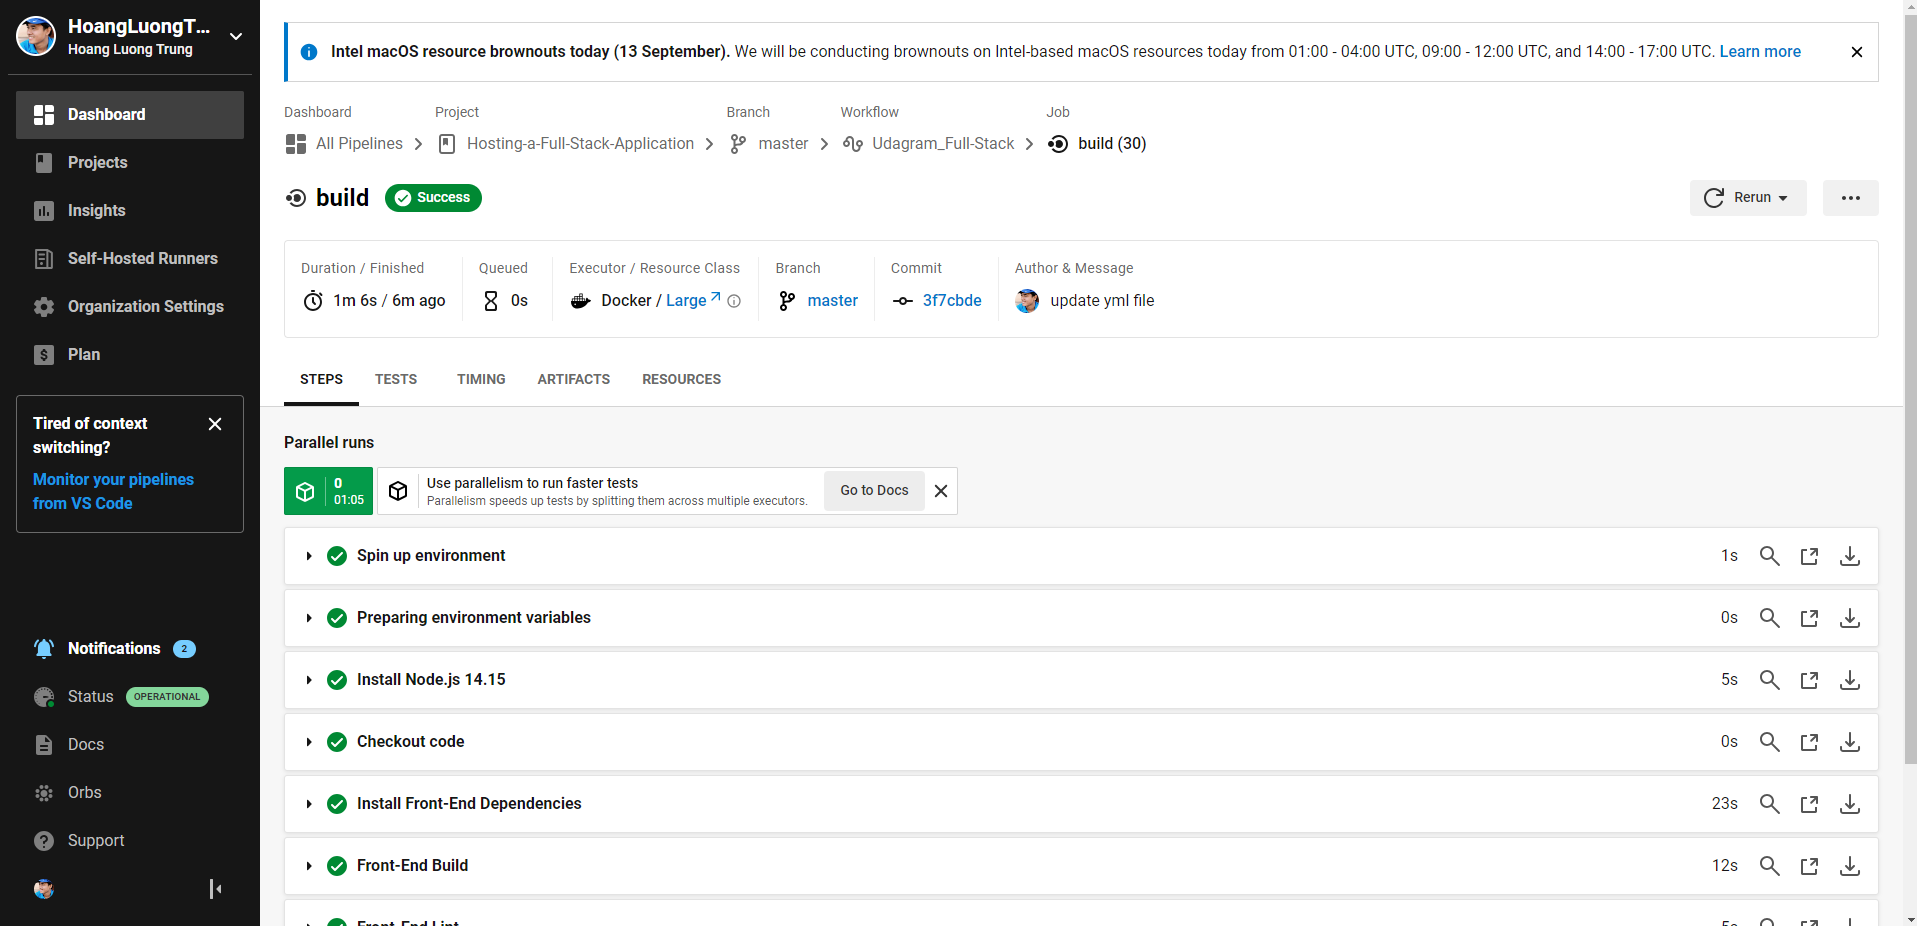 HoangLuongT...
Hoang Luong Trung
Dashboard
Projects
Insights
Self-Hosted Runners
Organization Settings
Plan
Tired of context
switching?
Monitor your pipelines
from VS Code
Notifications 2
Status OPERATIONAL
Docs
Orbs
Support
Intel macOS resource brownouts today (13 September). We will be conducting brownouts on Intel-based macOS resources today from 01:00 - 04:00 UTC, 09:00 - 12:00 UTC, and 14:00 - 17:00 UTC. Learn more
Dashboard Project Branch Workflow Job
All Pipelines Hosting-a-Full-Stack-Application master Udagram_Full-Stack build (30)
build Success Rerun
Duration / Finished Queued Executor / Resource Class Branch Commit Author & Message
1m 6s / 6m ago 0s Docker / Large master 3f7cbde update yml file
STEPS TESTS TIMING ARTIFACTS RESOURCES
Parallel runs
0
01:05
Use parallelism to run faster tests
Parallelism speeds up tests by splitting them across multiple executors.
Go to Docs
Spin up environment 1s
Preparing environment variables 0s
Install Node.js 14.15 5s
Checkout code 0s
Install Front-End Dependencies 23s
Front-End Build 12s
Front-End Lint 5s